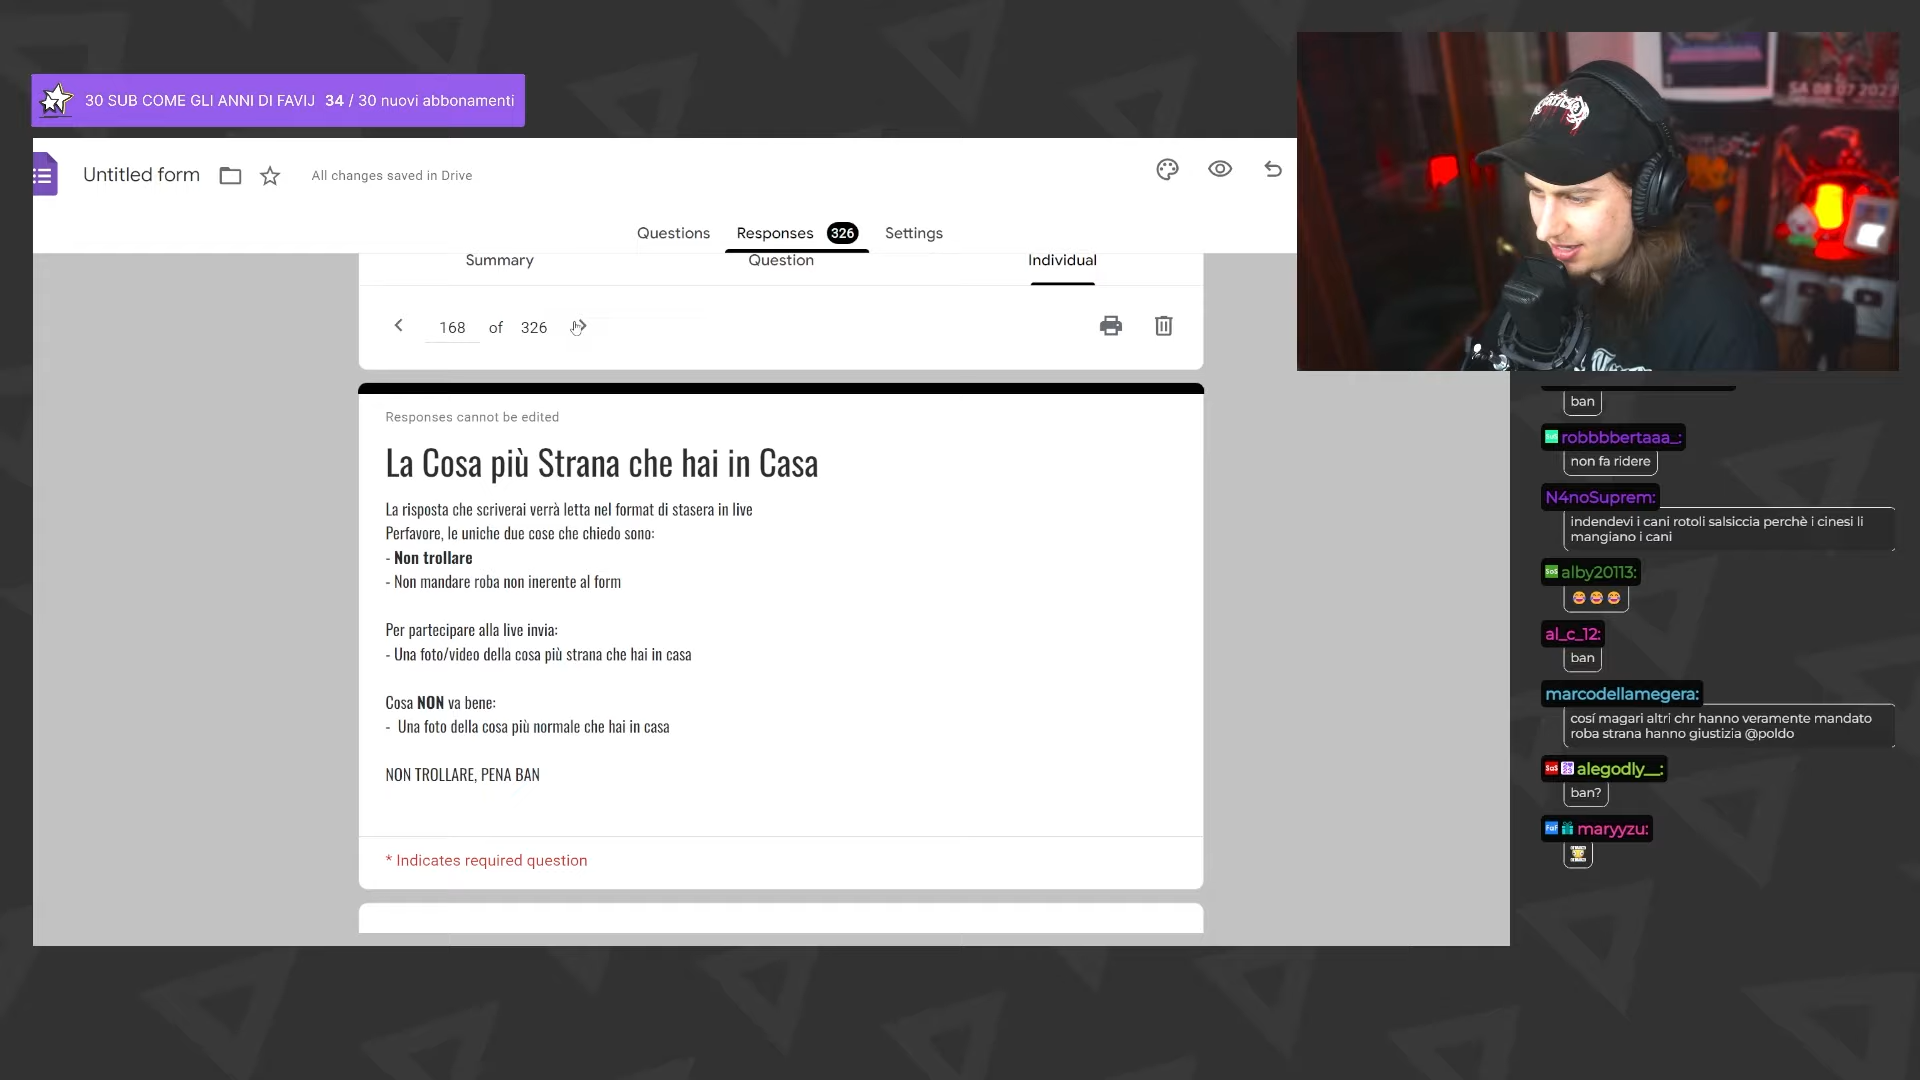 30 SUB COME GLI ANNI DI FAVIJ 34 / 30 nuovi abbonamenti
Untitled form
All changes saved in Drive
Questions
Responses 326
Settings
Summary
Question
Individual
168 of 326
Responses cannot be edited
La Cosa più Strana che hai in Casa
La risposta che scriverai verrà letta nel format di stasera in live
Perfavore, le uniche due cose che chiedo sono:
- Non trollare
- Non mandare roba non inerente al form
Per partecipare alla live invia:
- Una foto/video della cosa più strana che hai in casa
Cosa NON va bene:
- Una foto della cosa più normale che hai in casa
NON TROLLARE, PENA BAN
* Indicates required question
SA 08 07 2023
ban
robbbbertaaa_:
non fa ridere
N4noSuprem:
indendevi i cani rotoli salsiccia perchè i cinesi li
mangiano i cani
alby20113:
al_c_12:
ban
marcodellamegera:
cosí magari altri chr hanno veramente mandato
roba strana hanno giustizia @poldo
alegodly__:
ban?
maryyzu: